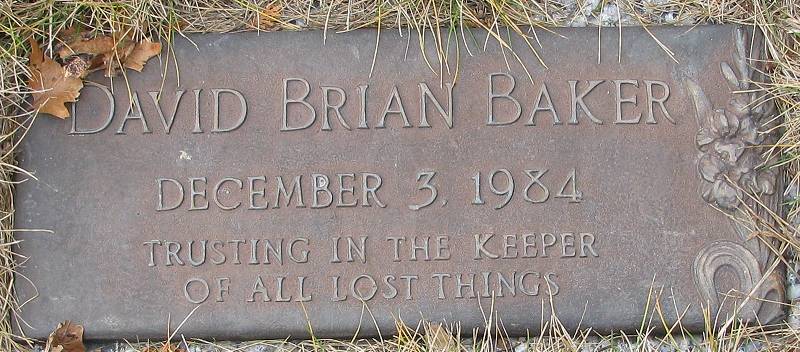 DAVID BRIAN BAKER
DECEMBER 3, 1984
TRUSTING IN THE KEEPER
OF ALL LOST THINGS